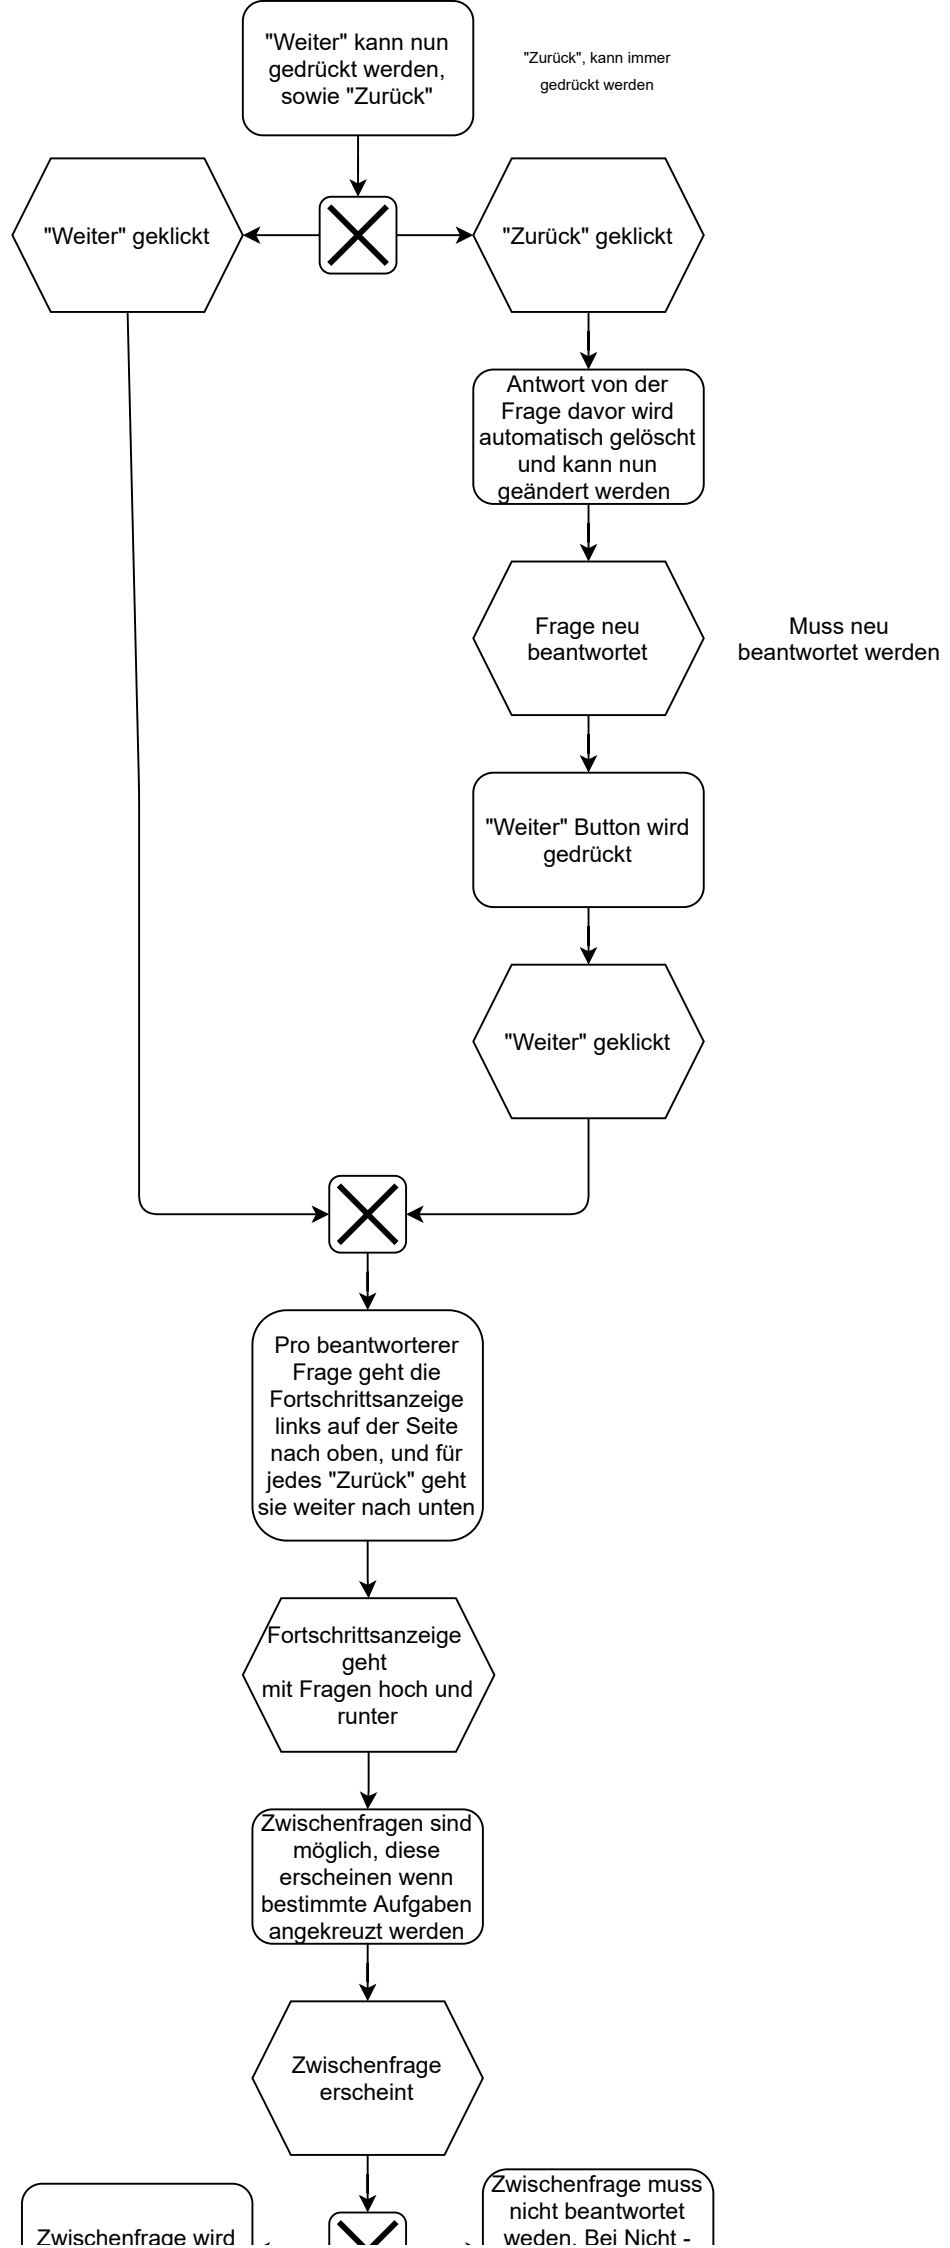 "Weiter" kann nun
gedrückt werden,
sowie "Zurück"
"Zurück", kann immer
gedrückt werden
"Weiter" geklickt
"Zurück" geklickt
Antwort von der
Frage davor wird
automatisch gelöscht
und kann nun
geändert werden
Frage neu
beantwortet
Muss neu
beantwortet werden
"Weiter" Button wird
gedrückt
"Weiter" geklickt
Pro beantworterer
Frage geht die
Fortschrittsanzeige
links auf der Seite
nach oben, und für
jedes "Zurück" geht
sie weiter nach unten
Fortschrittsanzeige
geht
mit Fragen hoch und
runter
Zwischenfragen sind
möglich, diese
erscheinen wenn
bestimmte Aufgaben
angekreuzt werden
Zwischenfrage
erscheint
Zwischenfrage wird
Zwischenfrage muss
nicht beantwortet
weden. Bei Nicht -